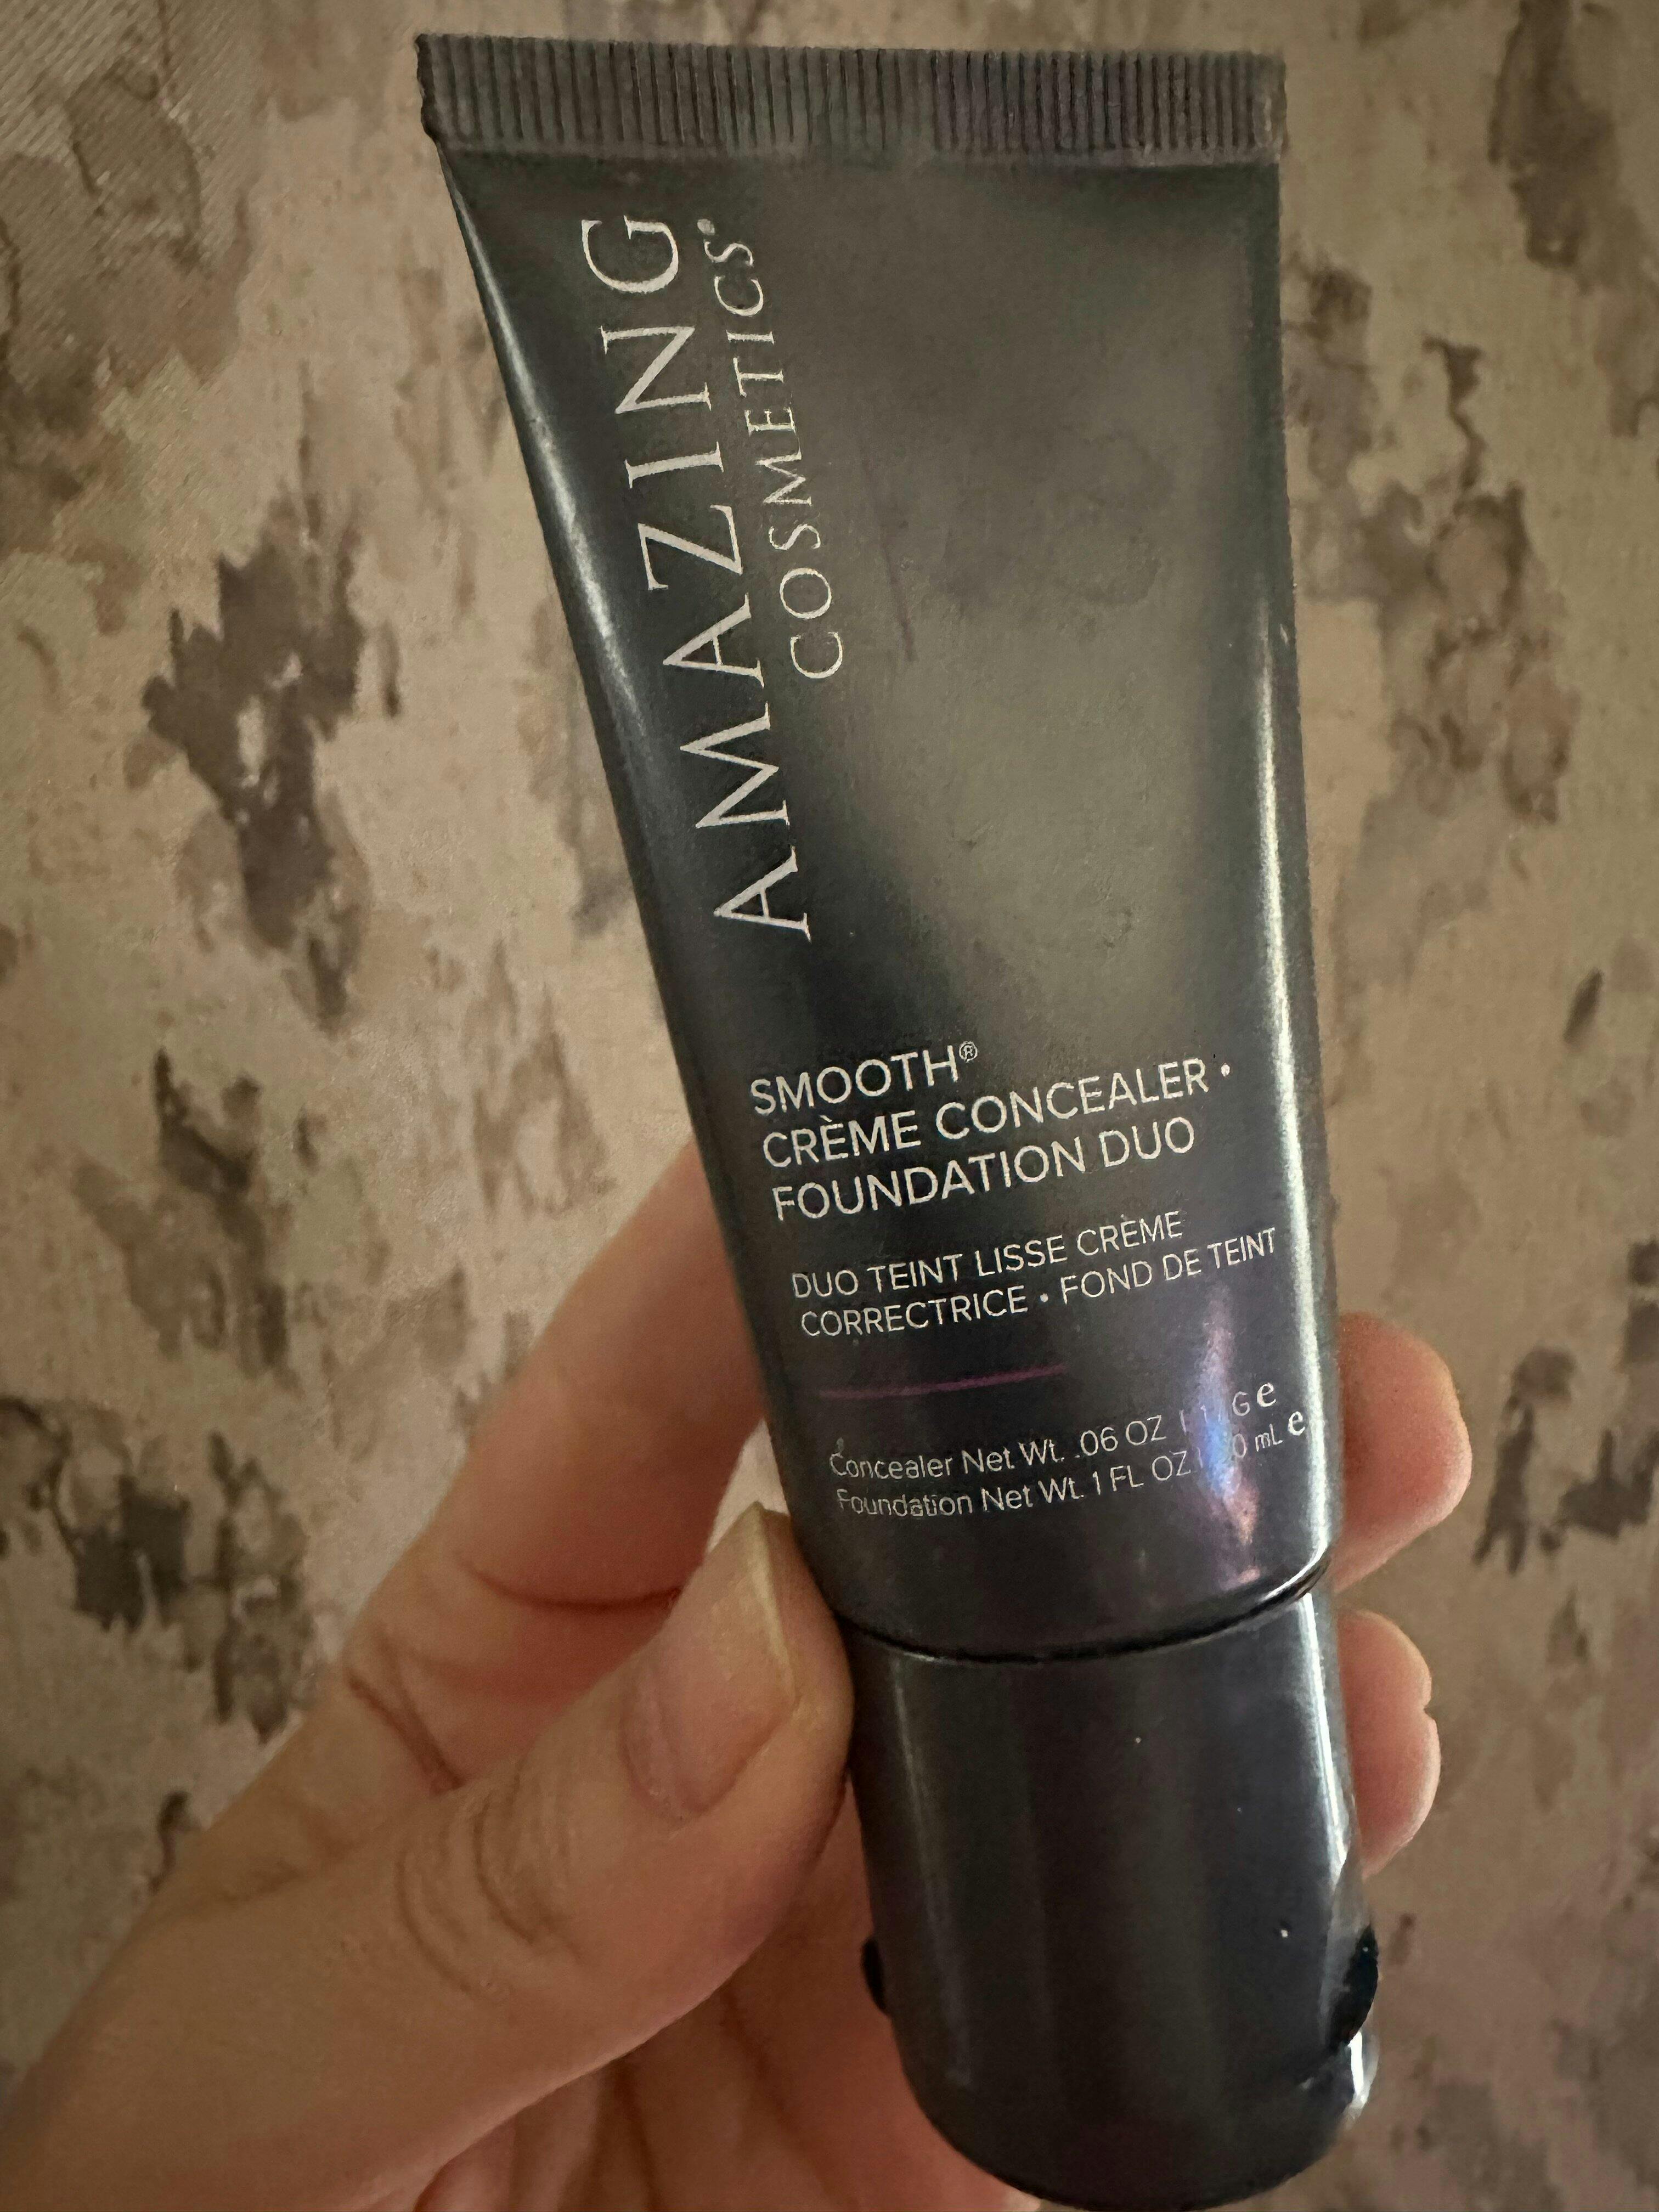 AMAZING
COSMETICS®
SMOOTH®
CRÈME CONCEALER •
FOUNDATION DUO
DUO TEINT LISSE CRÈME
CORRECTRICE • FOND DE TEINT
Concealer Net Wt. .06 OZ | G e
Foundation Net Wt. 1 FL OZ | mL e